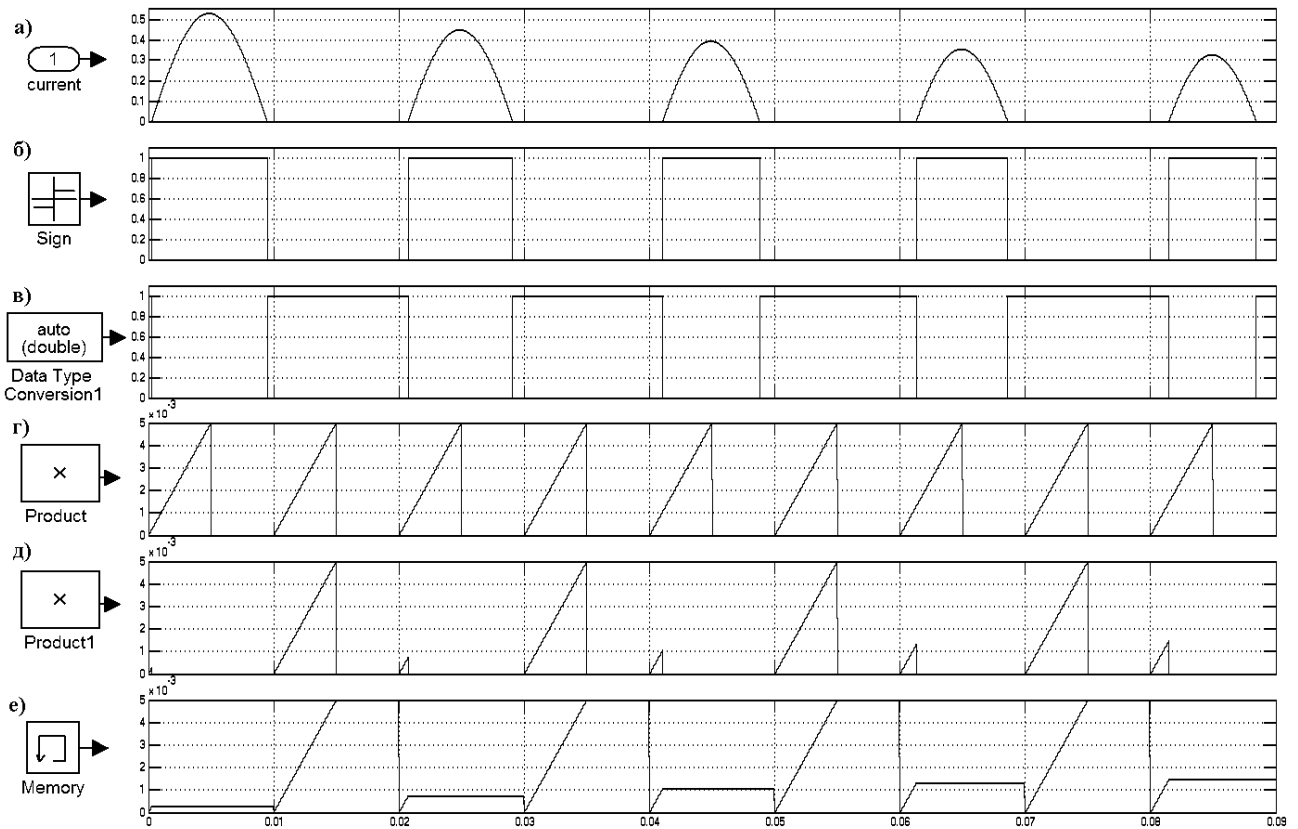 а)
1
current
0.5
0.4
0.3
0.2
0.1
0
б)
Sign
1
0.8
0.6
0.4
0.2
0
в)
auto
(double)
Data Type
Conversion1
1
0.8
0.6
0.4
0.2
0
г)
×
Product
×10⁻³
5
4
3
2
1
0
д)
×
Product1
×10⁻³
5
4
3
2
1
0
е)
Memory
×10⁻³
5
4
3
2
1
0
0 0.01 0.02 0.03 0.04 0.05 0.06 0.07 0.08 0.09